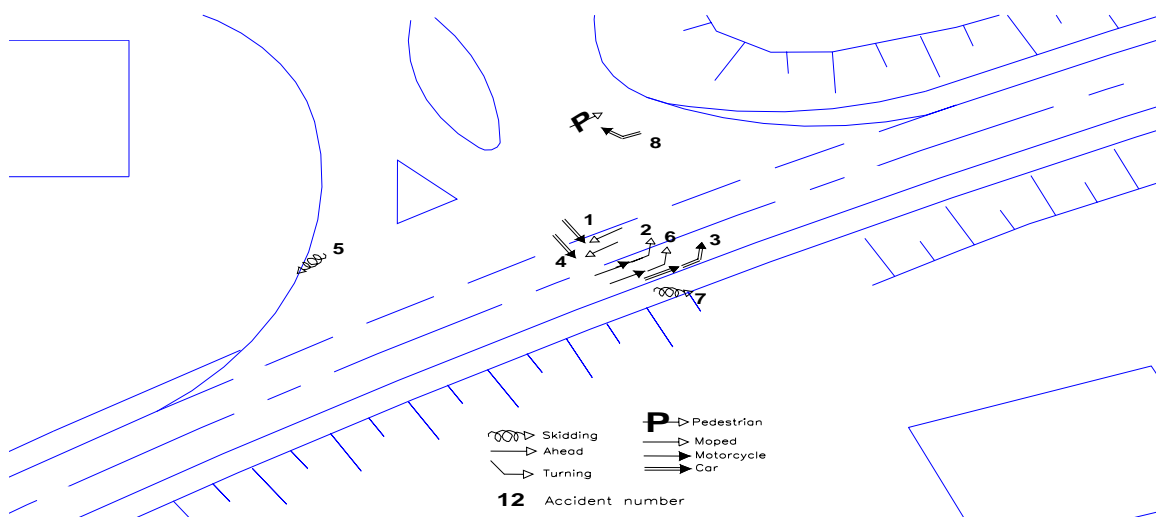 P
8
1
2
6
3
4
5
7
P Pedestrian
Skidding
Moped
Ahead
Motorcycle
Car
Turning
12 Accident number